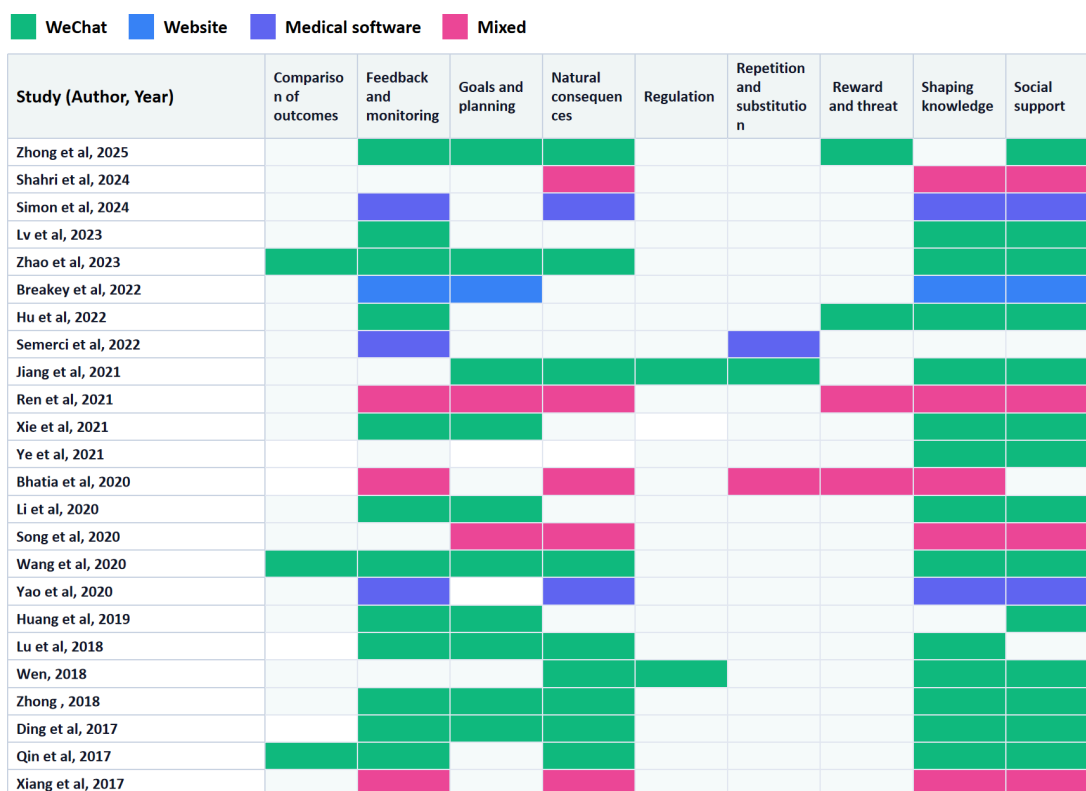 WeChat Website Medical software Mixed
Study (Author, Year)
Compariso
n of
outcomes
Feedback
and
monitoring
Goals and
planning
Natural
consequen
ces
Regulation
Repetition
and
substitutio
n
Reward
and threat
Shaping
knowledge
Social
support
Zhong et al, 2025
Shahri et al, 2024
Simon et al, 2024
Lv et al, 2023
Zhao et al, 2023
Breakey et al, 2022
Hu et al, 2022
Semerci et al, 2022
Jiang et al, 2021
Ren et al, 2021
Xie et al, 2021
Ye et al, 2021
Bhatia et al, 2020
Li et al, 2020
Song et al, 2020
Wang et al, 2020
Yao et al, 2020
Huang et al, 2019
Lu et al, 2018
Wen, 2018
Zhong , 2018
Ding et al, 2017
Qin et al, 2017
Xiang et al, 2017